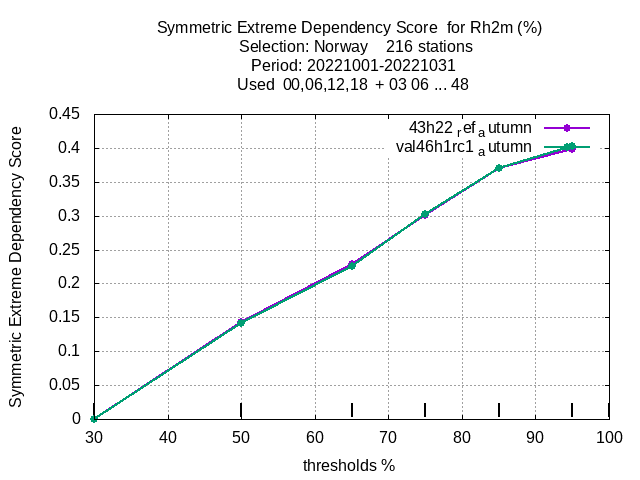 Symmetric Extreme Dependency Score  for Rh2m (%)
Selection: Norway    216 stations
Period: 20221001-20221031
Used  00,06,12,18  + 03 06 ... 48
Symmetric Extreme Dependency Score
0.45
0.4
0.35
0.3
0.25
0.2
0.15
0.1
0.05
0
43h22 ref autumn
val46h1rc1 autumn
30 40 50 60 70 80 90 100
thresholds %